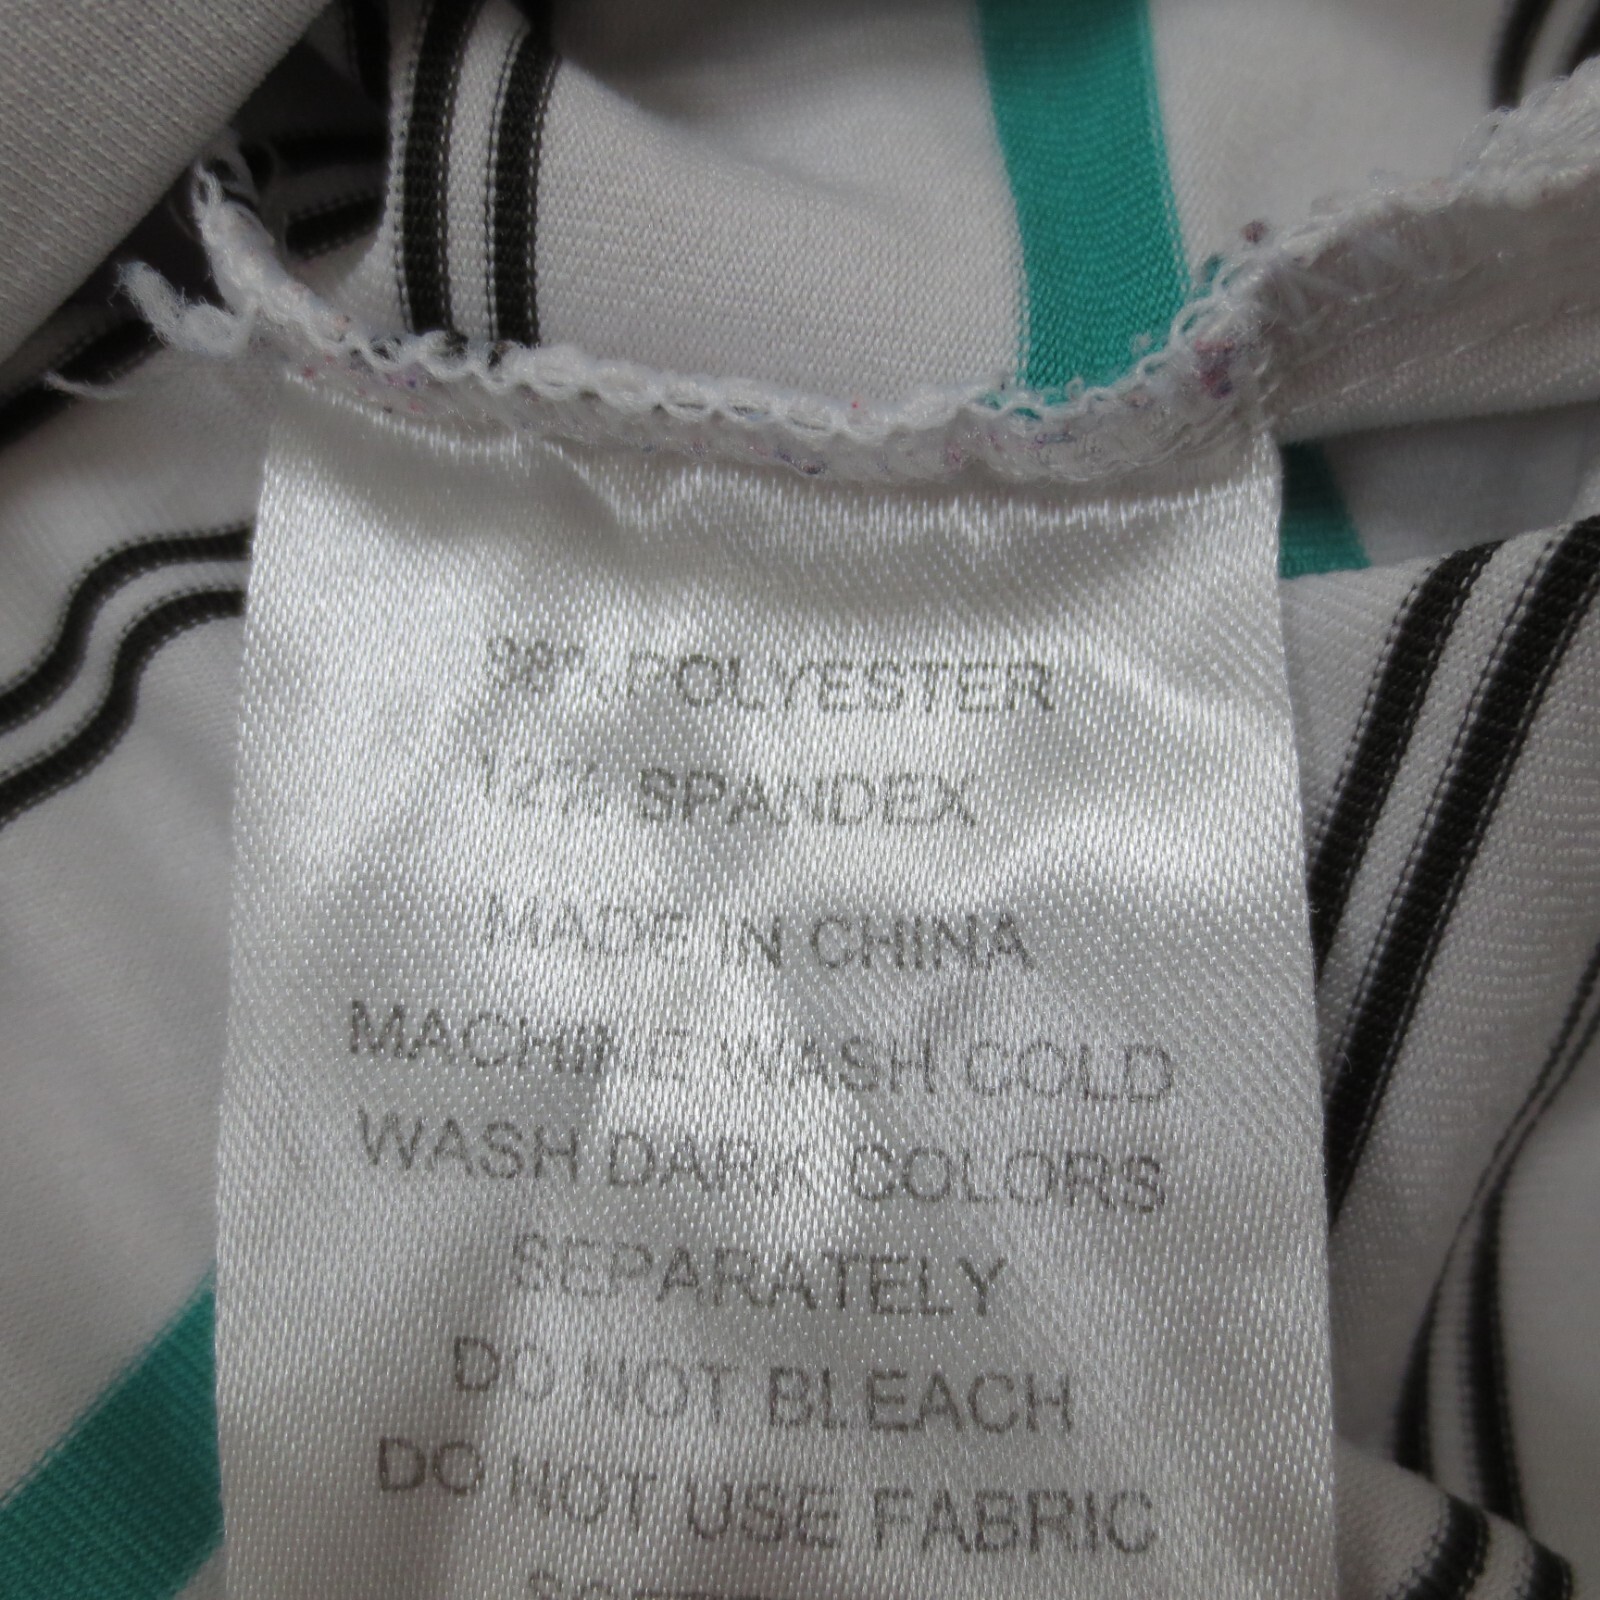 POLYESTER
12% SPANDEX
MADE IN CHINA
MACHINE WASH COLD
WASH DARK COLORS
SEPARATELY
DO NOT BLEACH
DO NOT USE FABRIC